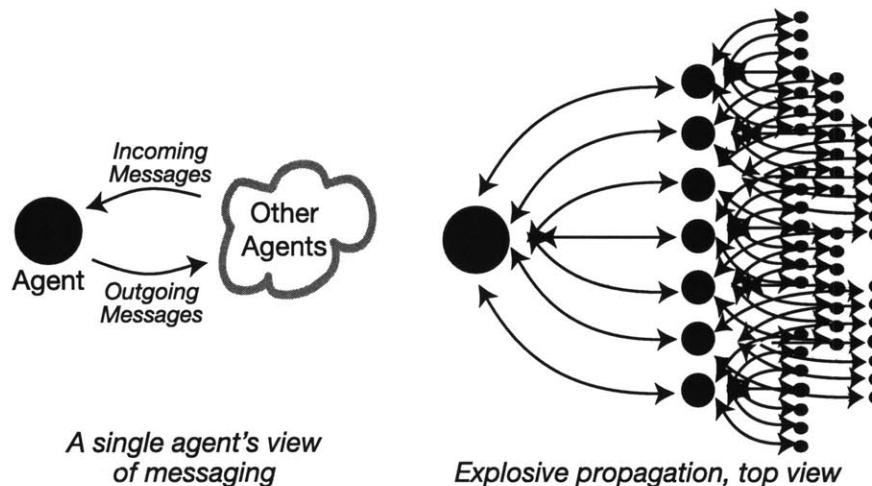 Incoming
Messages
Other
Agents
Agent
Outgoing
Messages
A single agent's view
of messaging
Explosive propagation, top view